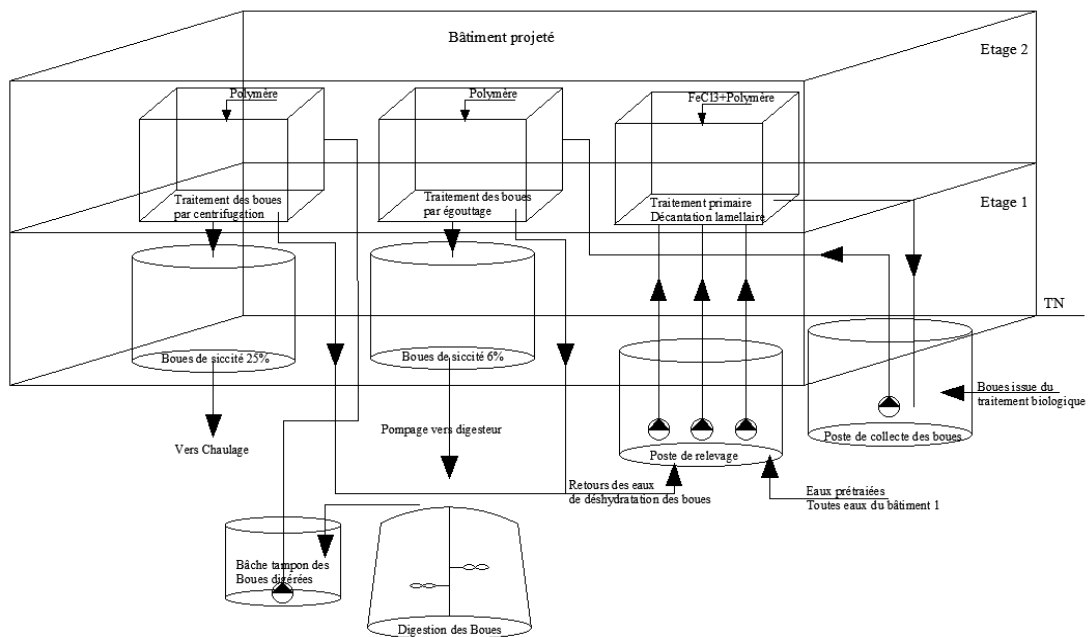 Bâtiment projeté
Etage 2
Polymère
Polymère
FeCl3+Polymère
Traitement des boues
par centrifugation
Traitement des boues
par égouttage
Traitement primaire
Décantation lamellaire
Etage 1
TN
Boues de siccité 25%
Boues de siccité 6%
Boues issue du
traitement biologique
Poste de collecte des boues
Pompage vers digesteur
Vers Chaulage
Poste de relevage
Retours des eaux
de déshydratation des boues
Eaux prétraiées
Toutes eaux du bâtiment 1
Bâche tampon des
Boues digérées
Digestion des Boues